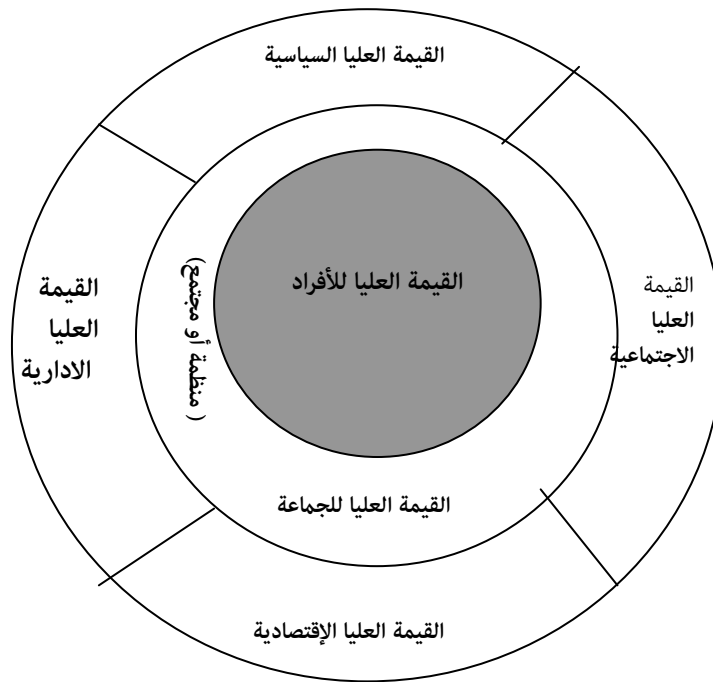 القيمة العليا السياسية
القيمة
العليا
الاجتماعية
القيمة العليا للأفراد
القيمة
العليا
الادارية
( منظمة أو مجتمع)
القيمة العليا للجماعة
القيمة العليا الإقتصادية